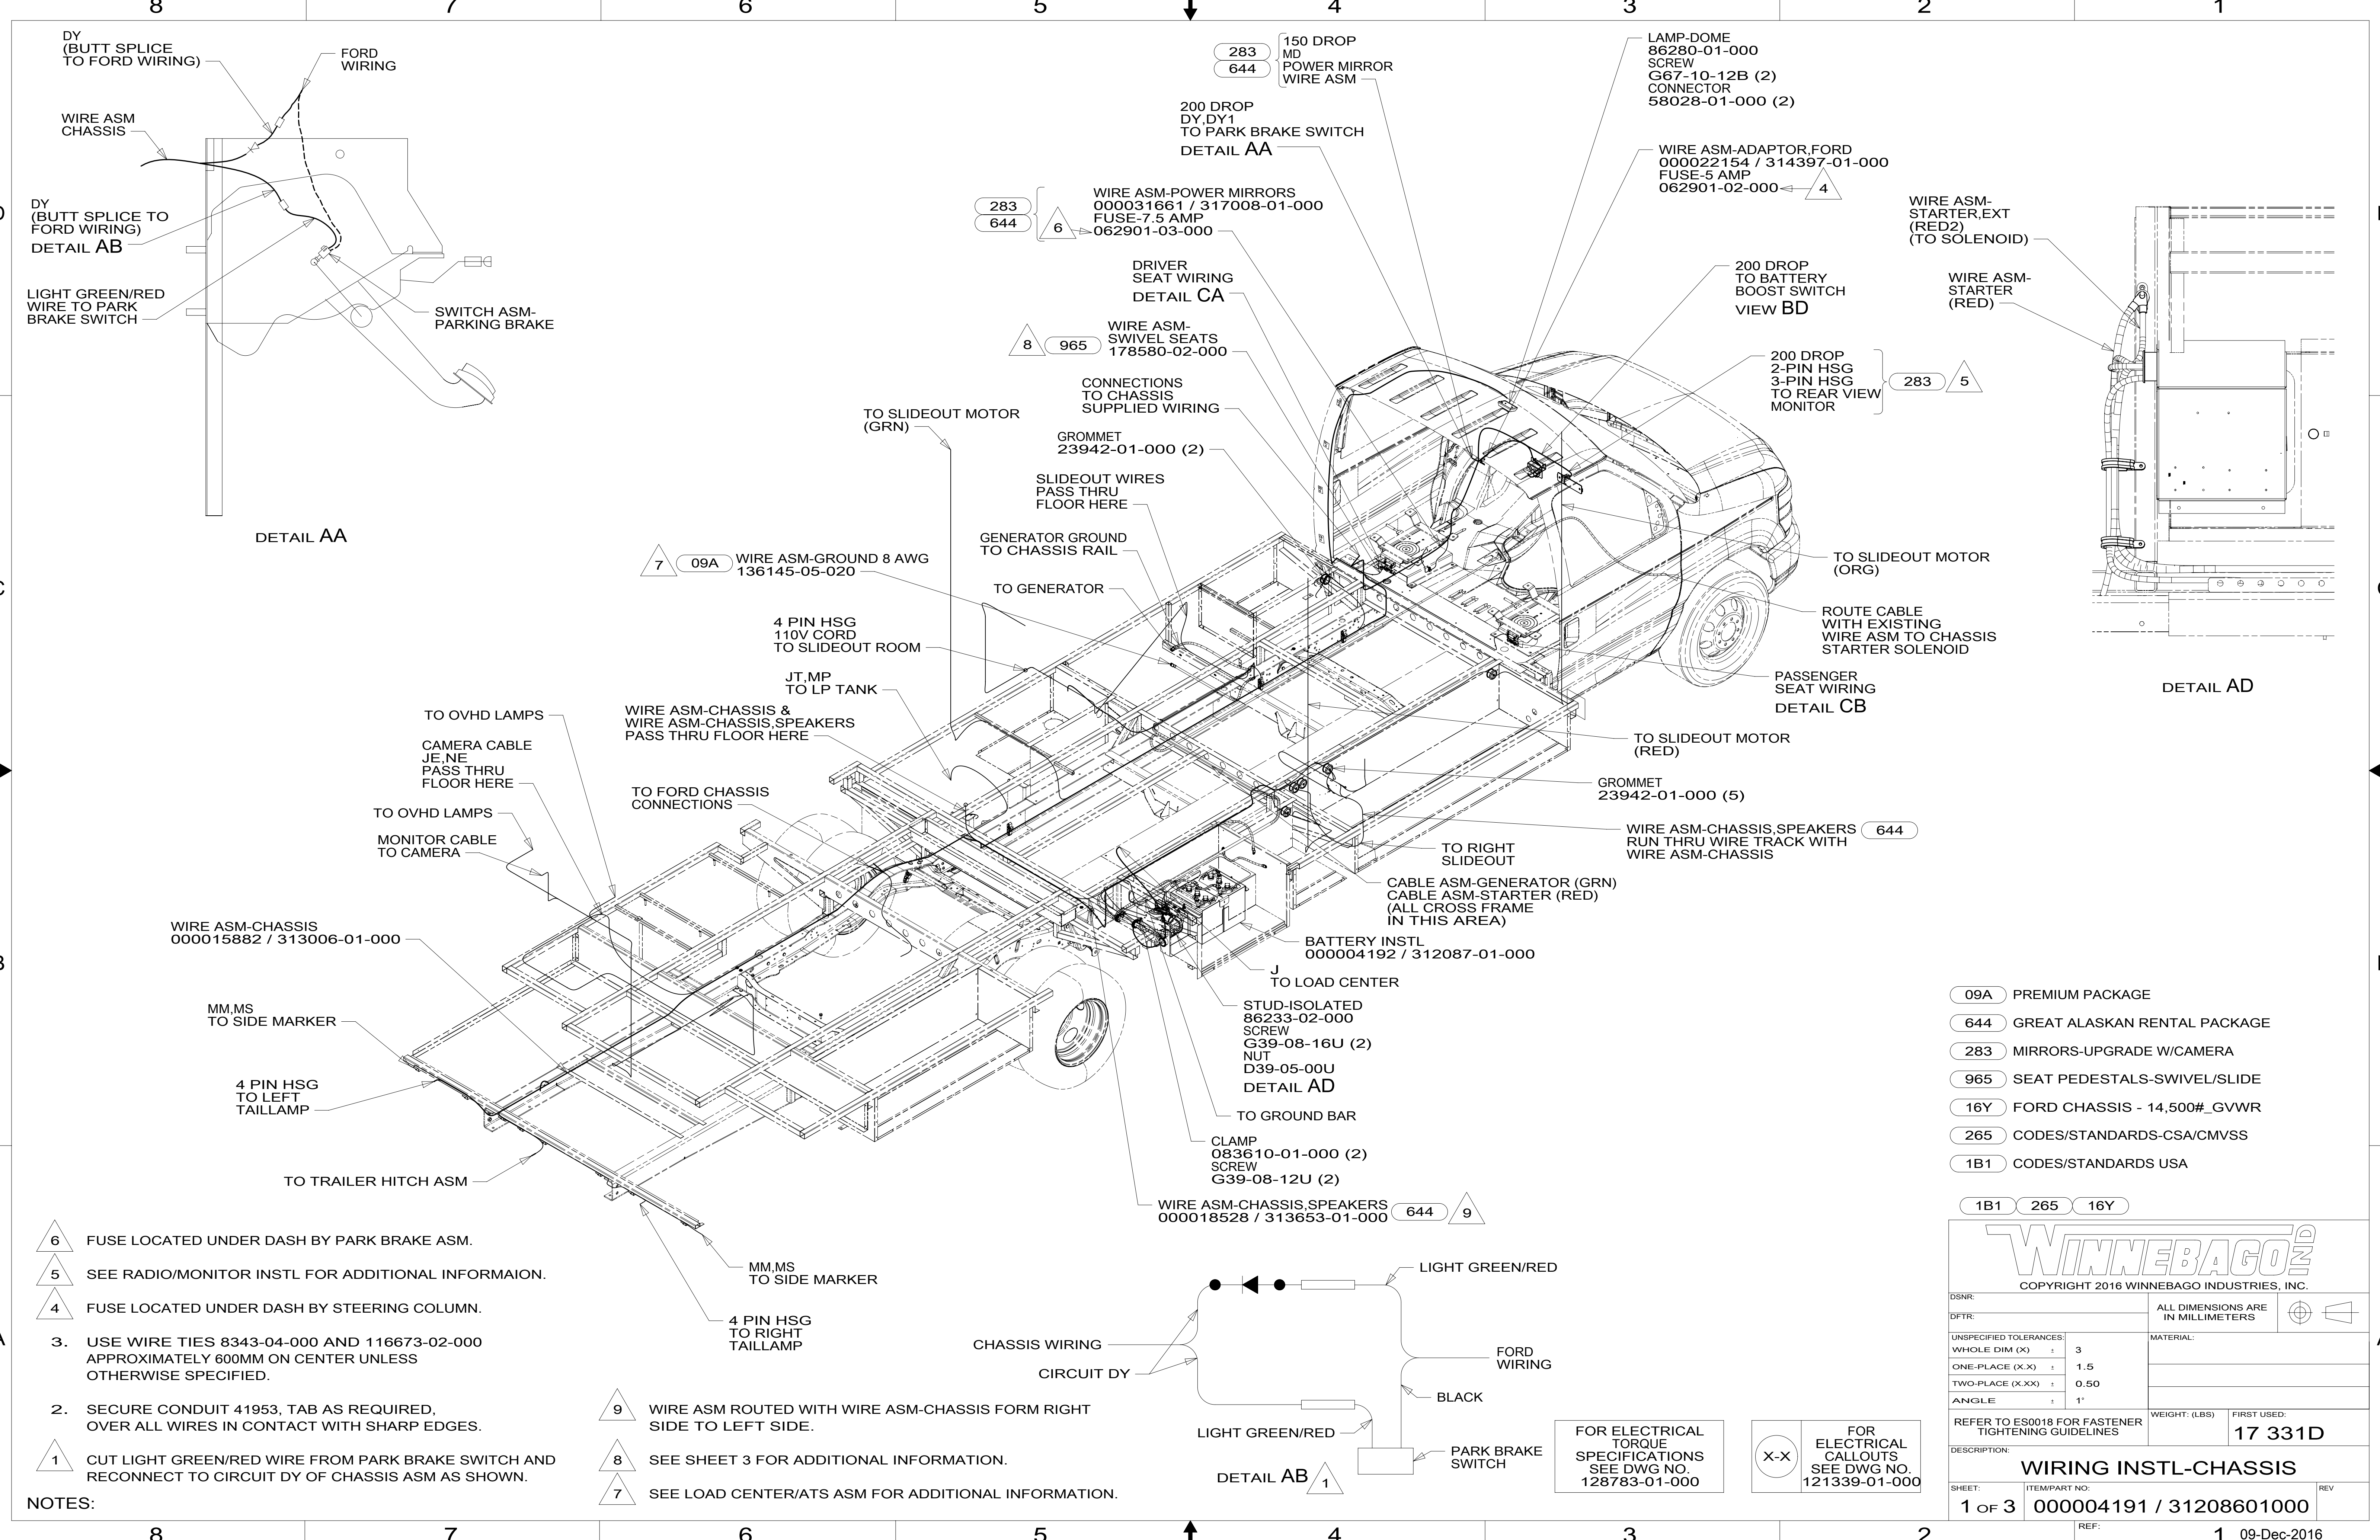 8 7 6 5 4 3 2 1
DY
(BUTT SPLICE
TO FORD WIRING)
FORD
WIRING
WIRE ASM
CHASSIS
DY
(BUTT SPLICE TO
FORD WIRING)
DETAIL AB
LIGHT GREEN/RED
WIRE TO PARK
BRAKE SWITCH
SWITCH ASM-
PARKING BRAKE
DETAIL AA
283
644
150 DROP
MD
POWER MIRROR
WIRE ASM
200 DROP
DY,DY1
TO PARK BRAKE SWITCH
DETAIL AA
283
644
6
WIRE ASM-POWER MIRRORS
000031661 / 317008-01-000
FUSE-7.5 AMP
062901-03-000
DRIVER
SEAT WIRING
DETAIL CA
8
965
WIRE ASM-
SWIVEL SEATS
178580-02-000
CONNECTIONS
TO CHASSIS
SUPPLIED WIRING
GROMMET
23942-01-000 (2)
SLIDEOUT WIRES
PASS THRU
FLOOR HERE
GENERATOR GROUND
TO CHASSIS RAIL
TO GENERATOR
LAMP-DOME
86280-01-000
SCREW
G67-10-12B (2)
CONNECTOR
58028-01-000 (2)
WIRE ASM-ADAPTOR,FORD
000022154 / 314397-01-000
FUSE-5 AMP
062901-02-000
4
200 DROP
TO BATTERY
BOOST SWITCH
VIEW BD
200 DROP
2-PIN HSG
3-PIN HSG
TO REAR VIEW
MONITOR
283
5
WIRE ASM-
STARTER,EXT
(RED2)
(TO SOLENOID)
WIRE ASM-
STARTER
(RED)
DETAIL AD
TO SLIDEOUT MOTOR
(GRN)
7
09A
WIRE ASM-GROUND 8 AWG
136145-05-020
4 PIN HSG
110V CORD
TO SLIDEOUT ROOM
JT,MP
TO LP TANK
WIRE ASM-CHASSIS &
WIRE ASM-CHASSIS,SPEAKERS
PASS THRU FLOOR HERE
TO FORD CHASSIS
CONNECTIONS
TO OVHD LAMPS
CAMERA CABLE
JE,NE
PASS THRU
FLOOR HERE
TO OVHD LAMPS
MONITOR CABLE
TO CAMERA
WIRE ASM-CHASSIS
000015882 / 313006-01-000
MM,MS
TO SIDE MARKER
4 PIN HSG
TO LEFT
TAILLAMP
TO TRAILER HITCH ASM
TO SLIDEOUT MOTOR
(ORG)
ROUTE CABLE
WITH EXISTING
WIRE ASM TO CHASSIS
STARTER SOLENOID
PASSENGER
SEAT WIRING
DETAIL CB
TO SLIDEOUT MOTOR
(RED)
GROMMET
23942-01-000 (5)
WIRE ASM-CHASSIS,SPEAKERS
RUN THRU WIRE TRACK WITH
WIRE ASM-CHASSIS
644
TO RIGHT
SLIDEOUT
CABLE ASM-GENERATOR (GRN)
CABLE ASM-STARTER (RED)
(ALL CROSS FRAME
IN THIS AREA)
BATTERY INSTL
000004192 / 312087-01-000
J
TO LOAD CENTER
STUD-ISOLATED
86233-02-000
SCREW
G39-08-16U (2)
NUT
D39-05-00U
DETAIL AD
TO GROUND BAR
CLAMP
083610-01-000 (2)
SCREW
G39-08-12U (2)
WIRE ASM-CHASSIS,SPEAKERS
000018528 / 313653-01-000
644
9
MM,MS
TO SIDE MARKER
4 PIN HSG
TO RIGHT
TAILLAMP
09A PREMIUM PACKAGE
644 GREAT ALASKAN RENTAL PACKAGE
283 MIRRORS-UPGRADE W/CAMERA
965 SEAT PEDESTALS-SWIVEL/SLIDE
16Y FORD CHASSIS - 14,500#_GVWR
265 CODES/STANDARDS-CSA/CMVSS
1B1 CODES/STANDARDS USA
1B1 265 16Y
6 FUSE LOCATED UNDER DASH BY PARK BRAKE ASM.
5 SEE RADIO/MONITOR INSTL FOR ADDITIONAL INFORMAION.
4 FUSE LOCATED UNDER DASH BY STEERING COLUMN.
3. USE WIRE TIES 8343-04-000 AND 116673-02-000
APPROXIMATELY 600MM ON CENTER UNLESS
OTHERWISE SPECIFIED.
2. SECURE CONDUIT 41953, TAB AS REQUIRED,
OVER ALL WIRES IN CONTACT WITH SHARP EDGES.
1 CUT LIGHT GREEN/RED WIRE FROM PARK BRAKE SWITCH AND
RECONNECT TO CIRCUIT DY OF CHASSIS ASM AS SHOWN.
NOTES:
9 WIRE ASM ROUTED WITH WIRE ASM-CHASSIS FORM RIGHT
SIDE TO LEFT SIDE.
8 SEE SHEET 3 FOR ADDITIONAL INFORMATION.
7 SEE LOAD CENTER/ATS ASM FOR ADDITIONAL INFORMATION.
LIGHT GREEN/RED
CHASSIS WIRING
CIRCUIT DY
FORD
WIRING
BLACK
LIGHT GREEN/RED
PARK BRAKE
SWITCH
DETAIL AB 1
FOR ELECTRICAL
TORQUE
SPECIFICATIONS
SEE DWG NO.
128783-01-000
X-X
FOR
ELECTRICAL
CALLOUTS
SEE DWG NO.
121339-01-000
WINNEBAGO IND
COPYRIGHT 2016 WINNEBAGO INDUSTRIES, INC.
DSNR:
DFTR:
ALL DIMENSIONS ARE
IN MILLIMETERS
UNSPECIFIED TOLERANCES:
WHOLE DIM (X) ± 3
ONE-PLACE (X.X) ± 1.5
TWO-PLACE (X.XX) ± 0.50
ANGLE ± 1°
MATERIAL:
REFER TO ES0018 FOR FASTENER
TIGHTENING GUIDELINES
WEIGHT: (LBS)
FIRST USED:
17 331D
DESCRIPTION:
WIRING INSTL-CHASSIS
SHEET:
1 OF 3
ITEM/PART NO:
000004191 / 31208601000
REV
8 7 6 5 4 3 2 1
REF:
09-Dec-2016